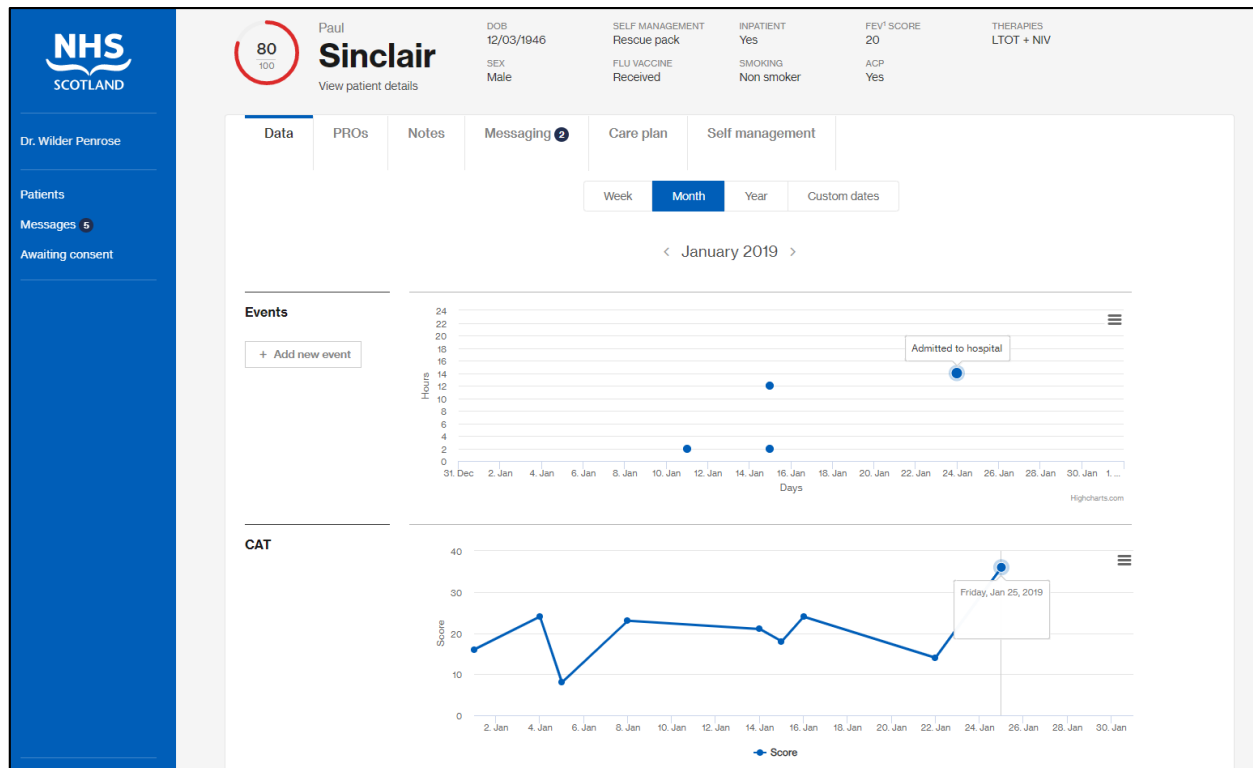 NHS
SCOTLAND
Dr. Wilder Penrose
Patients
Messages 5
Awaiting consent
80
100
Paul
Sinclair
View patient details
DOB
12/03/1946
SEX
Male
SELF MANAGEMENT
Rescue pack
FLU VACCINE
Received
INPATIENT
Yes
SMOKING
Non smoker
FEV¹ SCORE
20
ACP
Yes
THERAPIES
LTOT + NIV
Data PROs Notes Messaging 2 Care plan Self management
Week Month Year Custom dates
< January 2019 >
Events
+ Add new event
24
22
20
18
16
14
12
10
8
6
4
2
0
Hours
Admitted to hospital
31. Dec 2. Jan 4. Jan 6. Jan 8. Jan 10. Jan 12. Jan 14. Jan 16. Jan 18. Jan 20. Jan 22. Jan 24. Jan 26. Jan 28. Jan 30. Jan 1. ...
Days
Highcharts.com
CAT
40
30
20
10
0
Score
Friday, Jan 25, 2019
2. Jan 4. Jan 6. Jan 8. Jan 10. Jan 12. Jan 14. Jan 16. Jan 18. Jan 20. Jan 22. Jan 24. Jan 26. Jan 28. Jan 30. Jan
Score